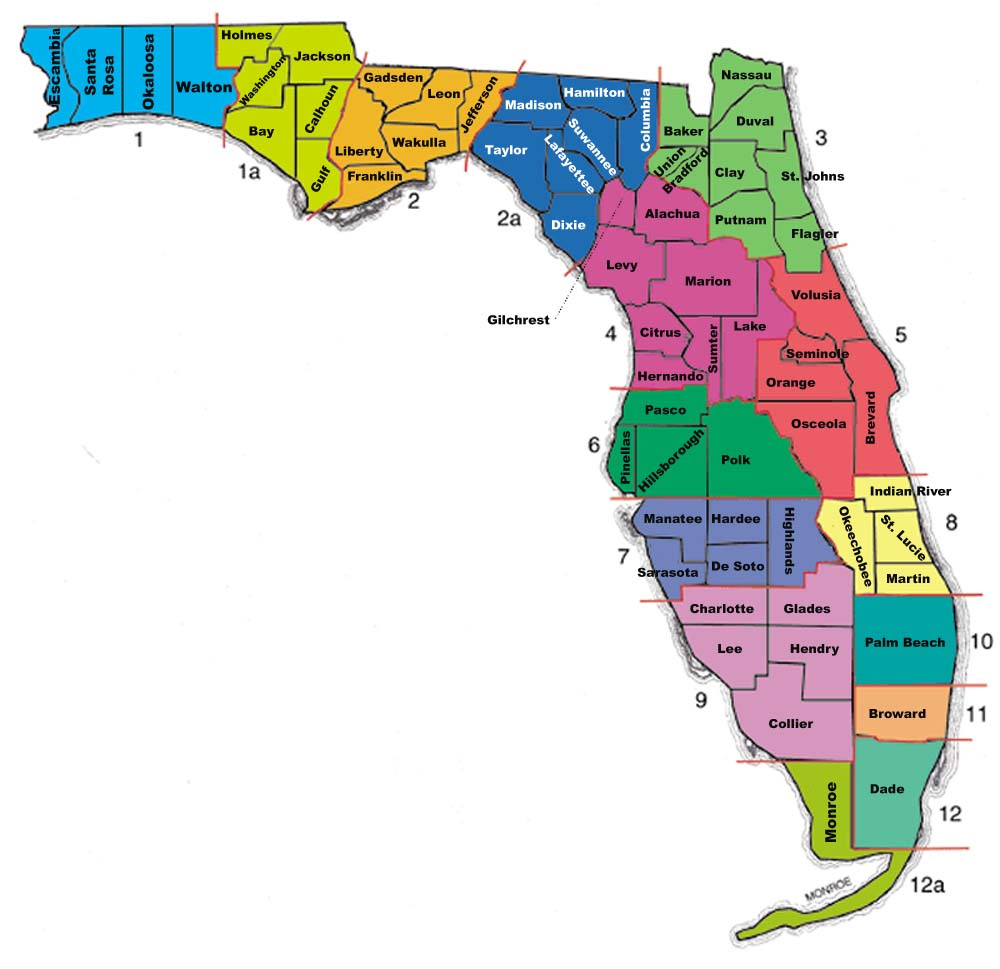 Escambia
Santa
Rosa
Okaloosa
Walton
1
Holmes
Washington
Jackson
Bay
Calhoun
Gulf
1a
Gadsden
Leon
Jefferson
Liberty
Wakulla
Franklin
2
Madison
Hamilton
Columbia
Taylor
Lafayettee
Suwannee
Dixie
2a
Nassau
Duval
Baker
Union
Bradford
Clay
St. Johns
Putnam
Flagler
3
Alachua
Levy
Marion
Gilchrest
Citrus
Sumter
Lake
Hernando
4
Volusia
Seminole
Orange
Osceola
Brevard
5
Pasco
Pinellas
Hillsborough
Polk
6
Manatee
Hardee
Highlands
Sarasota
De Soto
7
Indian River
Okeechobee
St. Lucie
Martin
8
Charlotte
Glades
Lee
Hendry
Collier
9
Palm Beach
10
Broward
11
Dade
12
Monroe
MONROE
12a